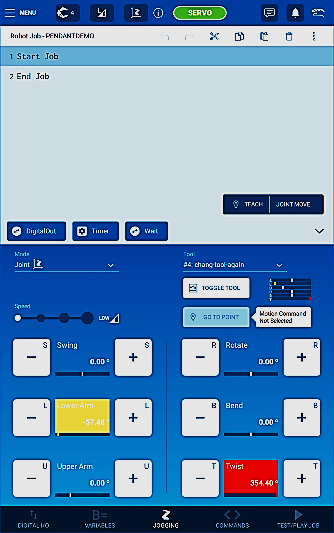 MENU
4
SERVO
Robot Job - PENDANTDEMO
1 Start Job
2 End Job
TEACH JOINT MOVE
DigitalOut Timer Wait
Mode
Joint
Tool
#4: chang-tool-again
TOGGLE TOOL
Speed
LOW
GO TO POINT
Motion Command
Not Selected
S Swing S
− 0.00 ° +
R Rotate R
− 0.00 ° +
L Lower Arm L
− -57.45 ° +
B Bend B
− 0.00 ° +
U Upper Arm U
− 0.00 ° +
T Twist T
− 354.40 ° +
DIGITAL I/O VARIABLES JOGGING COMMANDS TEST/PLAY JOB